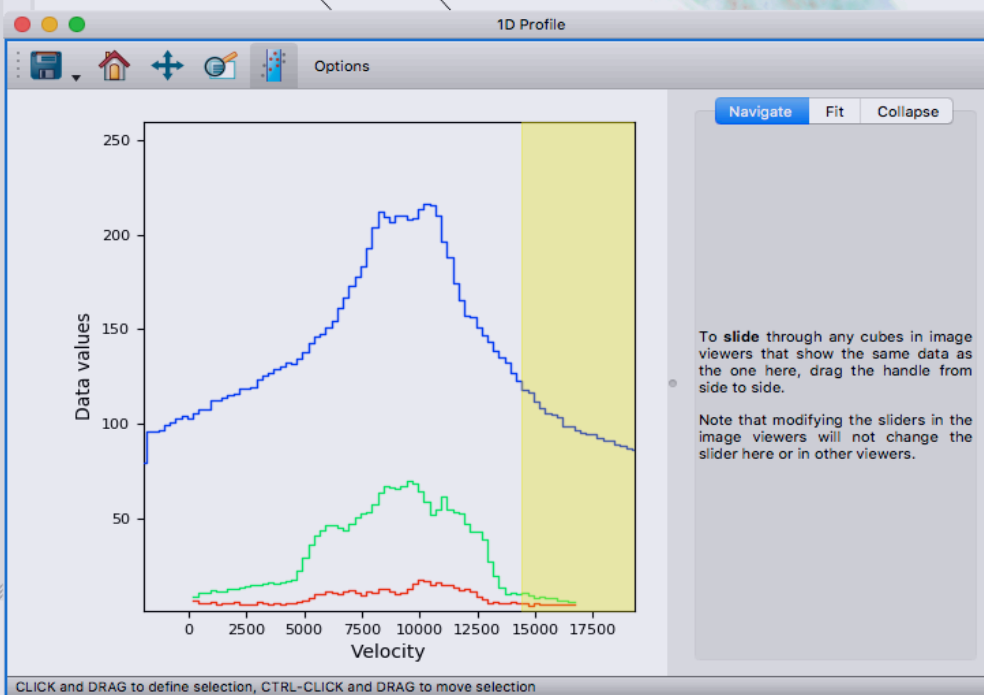 1D Profile
Options
Navigate
Fit
Collapse
250
200
150
100
50
Data values
0
2500
5000
7500
10000
12500
15000
17500
Velocity
To slide through any cubes in image
viewers that show the same data as
the one here, drag the handle from
side to side.
Note that modifying the sliders in the
image viewers will not change the
slider here or in other viewers.
CLICK and DRAG to define selection, CTRL-CLICK and DRAG to move selection